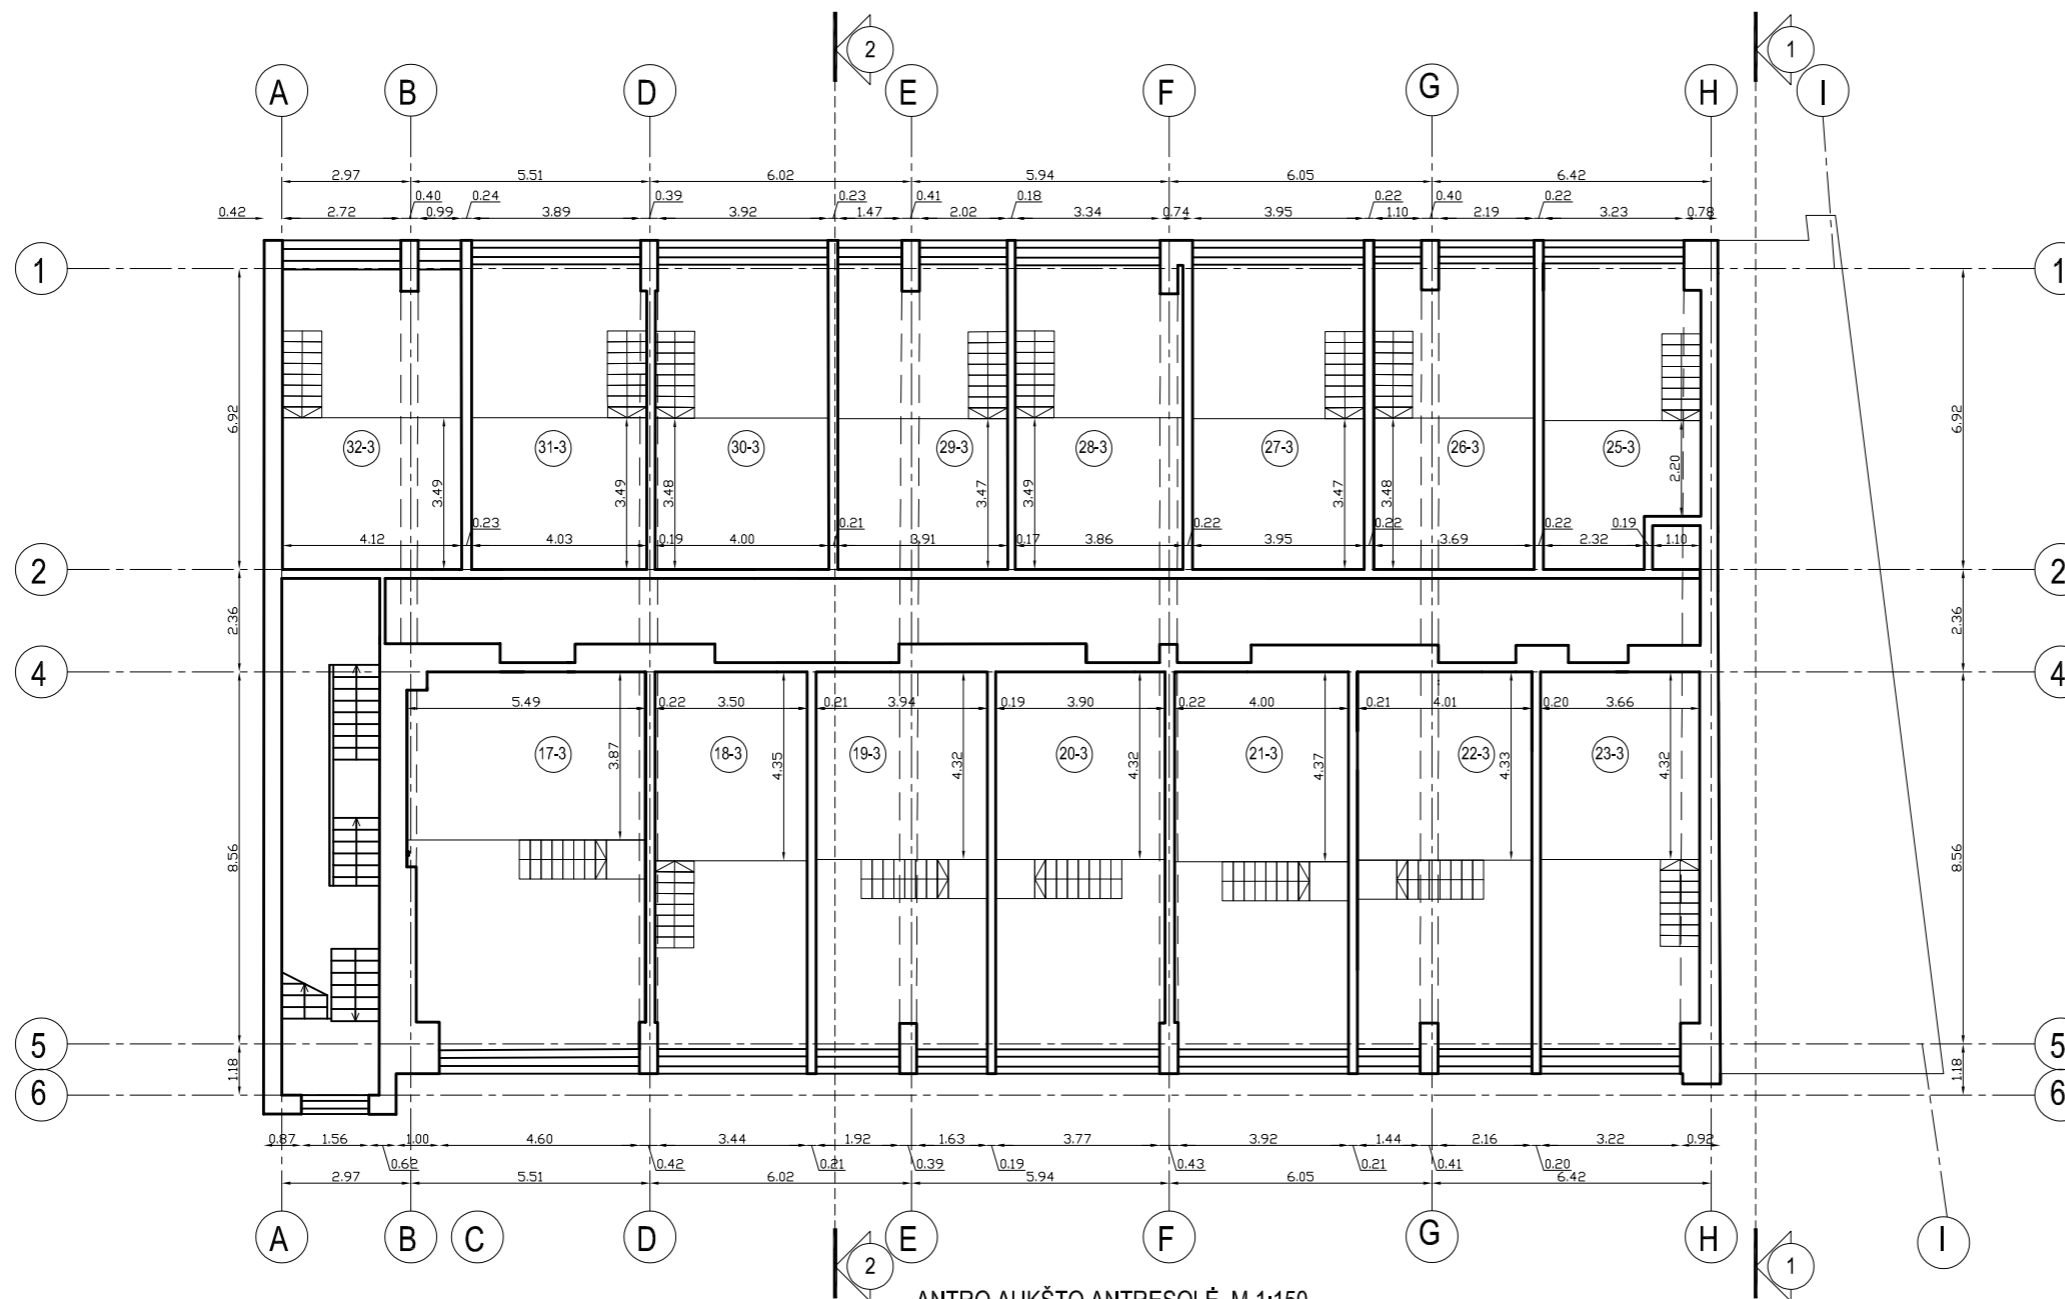 2 1
A B D E F G H I
2.97 5.51 6.02 5.94 6.05 6.42
0.40 0.24 0.39 0.23 0.41 0.18 0.22 0.40 0.22
0.42 2.72 0.99 3.89 3.92 1.47 2.02 3.34 0.74 3.95 1.10 2.19 3.23 0.78
1 1
6.92 6.92
32-3 31-3 30-3 29-3 28-3 27-3 26-3 25-3
3.49 3.49 3.48 3.47 3.49 3.47 3.48 2.20
0.23 0.21 0.22 0.22 0.22 0.19
4.12 4.03 0.19 4.00 3.91 0.17 3.86 3.95 3.69 2.32 1.10
2 2
2.36 2.36
4 4
5.49 0.22 3.50 0.21 3.94 0.19 3.90 0.22 4.00 0.21 4.01 0.20 3.66
17-3 18-3 19-3 20-3 21-3 22-3 23-3
3.87 4.35 4.32 4.32 4.37 4.33 4.32
8.56 8.56
5 5
1.18 1.18
6 6
0.87 1.56 1.00 4.60 3.44 1.92 1.63 3.77 3.92 1.44 2.16 3.22 0.92
0.62 0.42 0.21 0.39 0.19 0.43 0.21 0.41 0.20
2.97 5.51 6.02 5.94 6.05 6.42
A B C D E F G H I
2 1
ANTRO AUKŠTO ANTRESOLĖ M 1:150